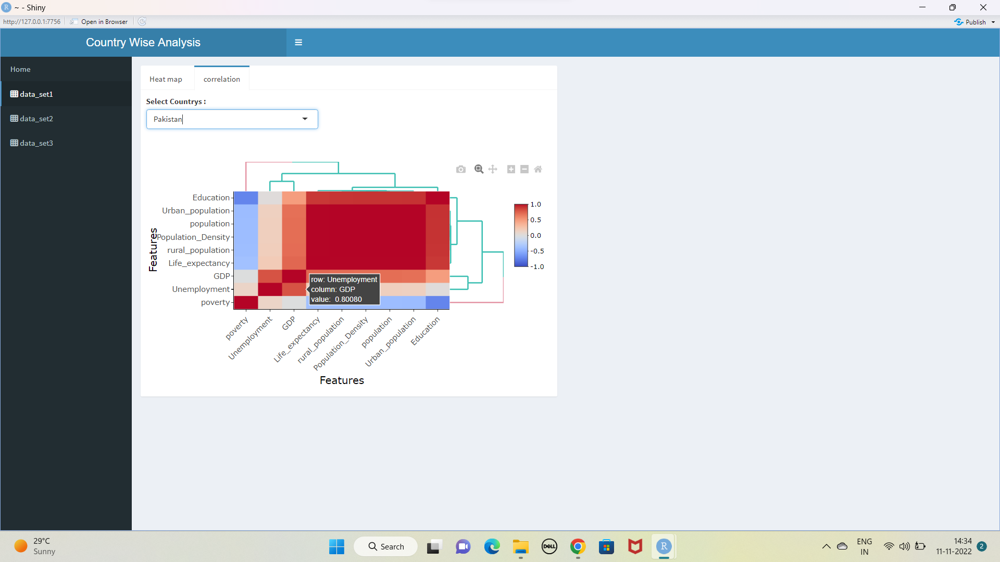 ~ - Shiny
http://127.0.0.1:7756 Open in Browser Publish
Country Wise Analysis
Home
data_set1
data_set2
data_set3
Heat map correlation
Select Countrys :
Pakistan
Features
Education
Urban_population
population
Population_Density
rural_population
Life_expectancy
GDP
Unemployment
poverty
row: Unemployment
column: GDP
value: 0.80080
1.0
0.5
0.0
-0.5
-1.0
poverty
Unemployment
GDP
Life_expectancy
rural_population
Population_Density
population
Urban_population
Education
Features
29°C
Sunny
Search
DELL
R
ENG
IN
14:34
11-11-2022
2